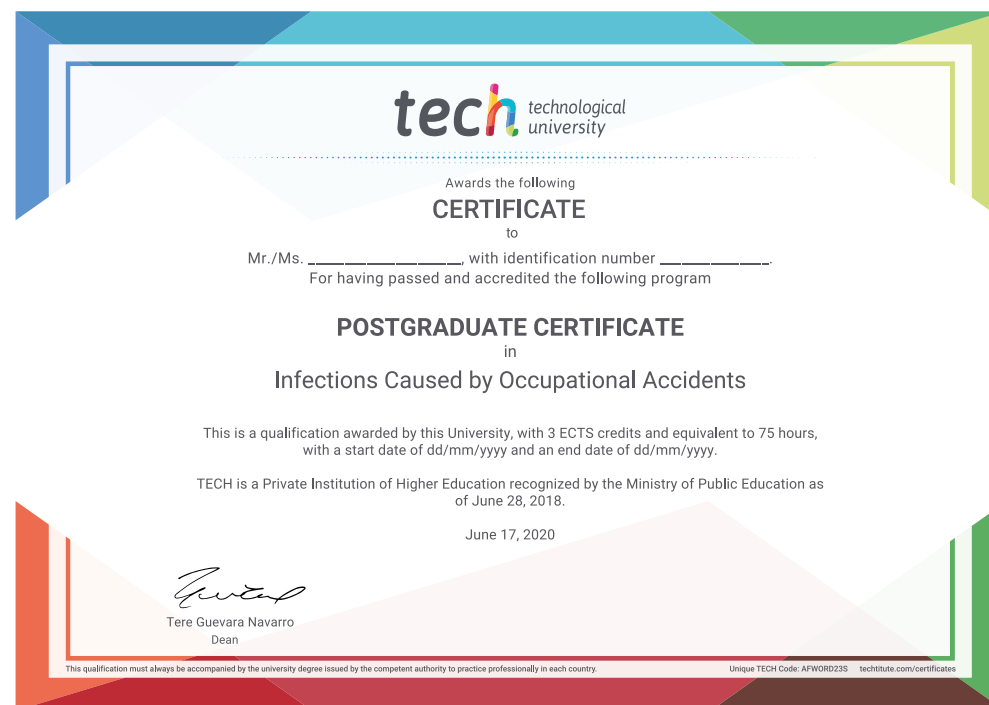 tech technological
university
Awards the following
CERTIFICATE
to
Mr./Ms. ____________________, with identification number ______________.
For having passed and accredited the following program
POSTGRADUATE CERTIFICATE
in
Infections Caused by Occupational Accidents
This is a qualification awarded by this University, with 3 ECTS credits and equivalent to 75 hours,
with a start date of dd/mm/yyyy and an end date of dd/mm/yyyy.
TECH is a Private Institution of Higher Education recognized by the Ministry of Public Education as
of June 28, 2018.
June 17, 2020
Tere Guevara Navarro
Dean
This qualification must always be accompanied by the university degree issued by the competent authority to practice professionally in each country.
Unique TECH Code: AFWORD23S techtitute.com/certificates